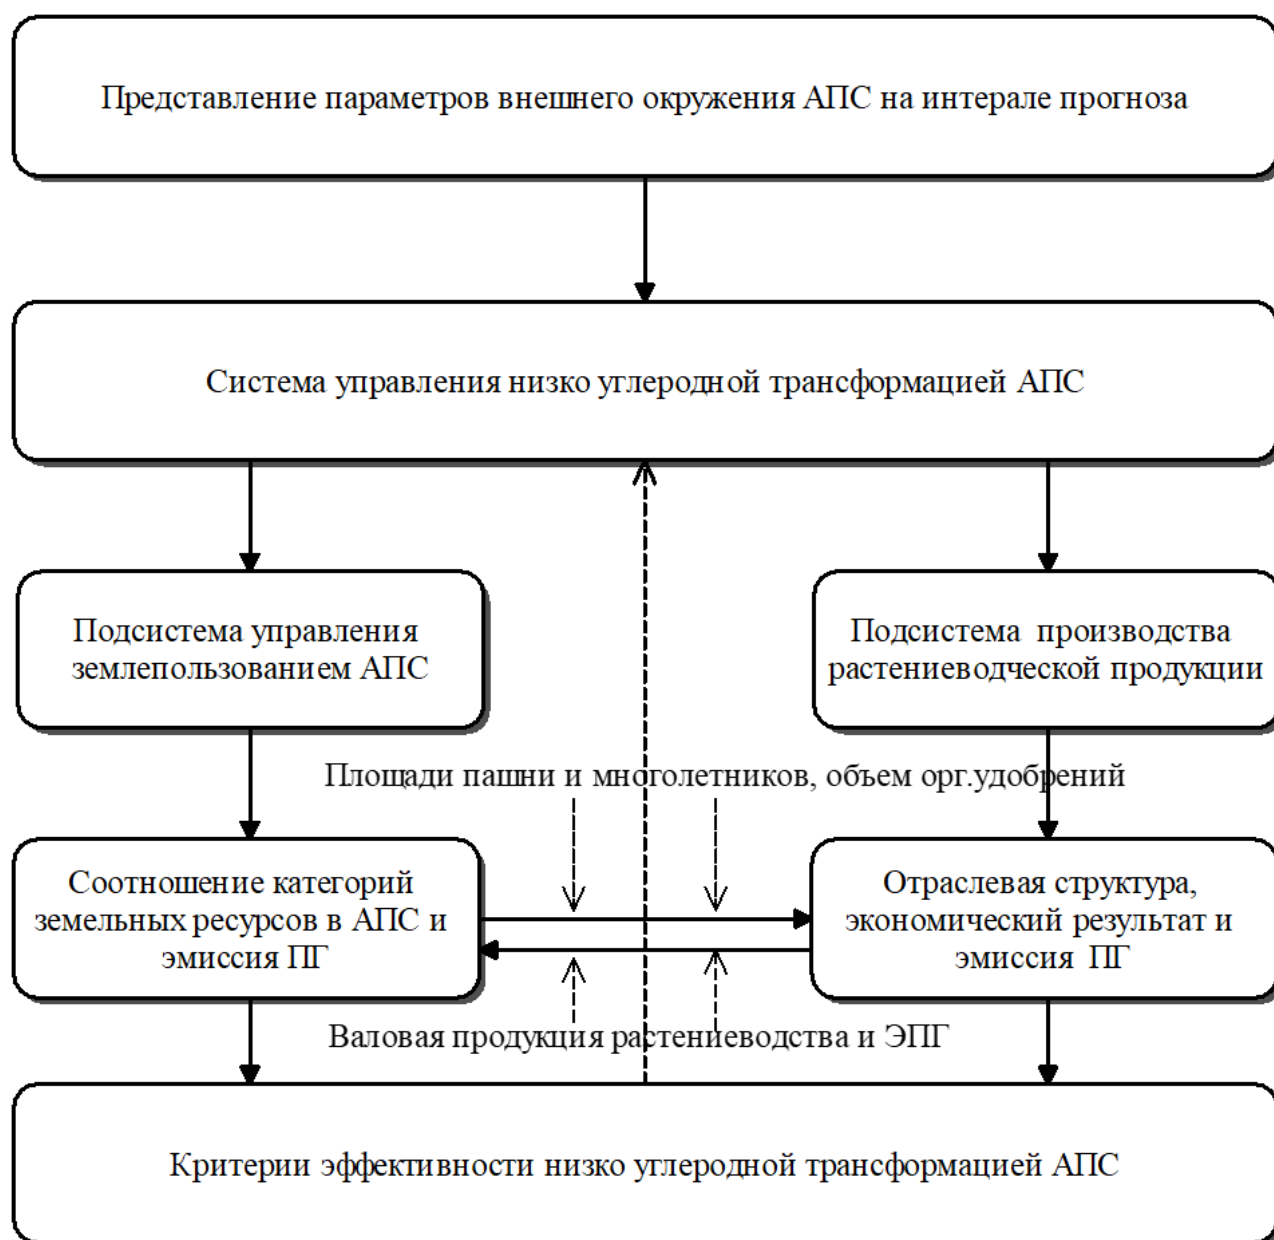 Представление параметров внешнего окружения АПС на интерале прогноза
Система управления низко углеродной трансформацией АПС
Подсистема управления
землепользованием АПС
Подсистема производства
растениеводческой продукции
Площади пашни и многолетников, объем орг.удобрений
Соотношение категорий
земельных ресурсов в АПС и
эмиссия ПГ
Отраслевая структура,
экономический результат и
эмиссия ПГ
Валовая продукция растениеводства и ЭПГ
Критерии эффективности низко углеродной трансформацией АПС